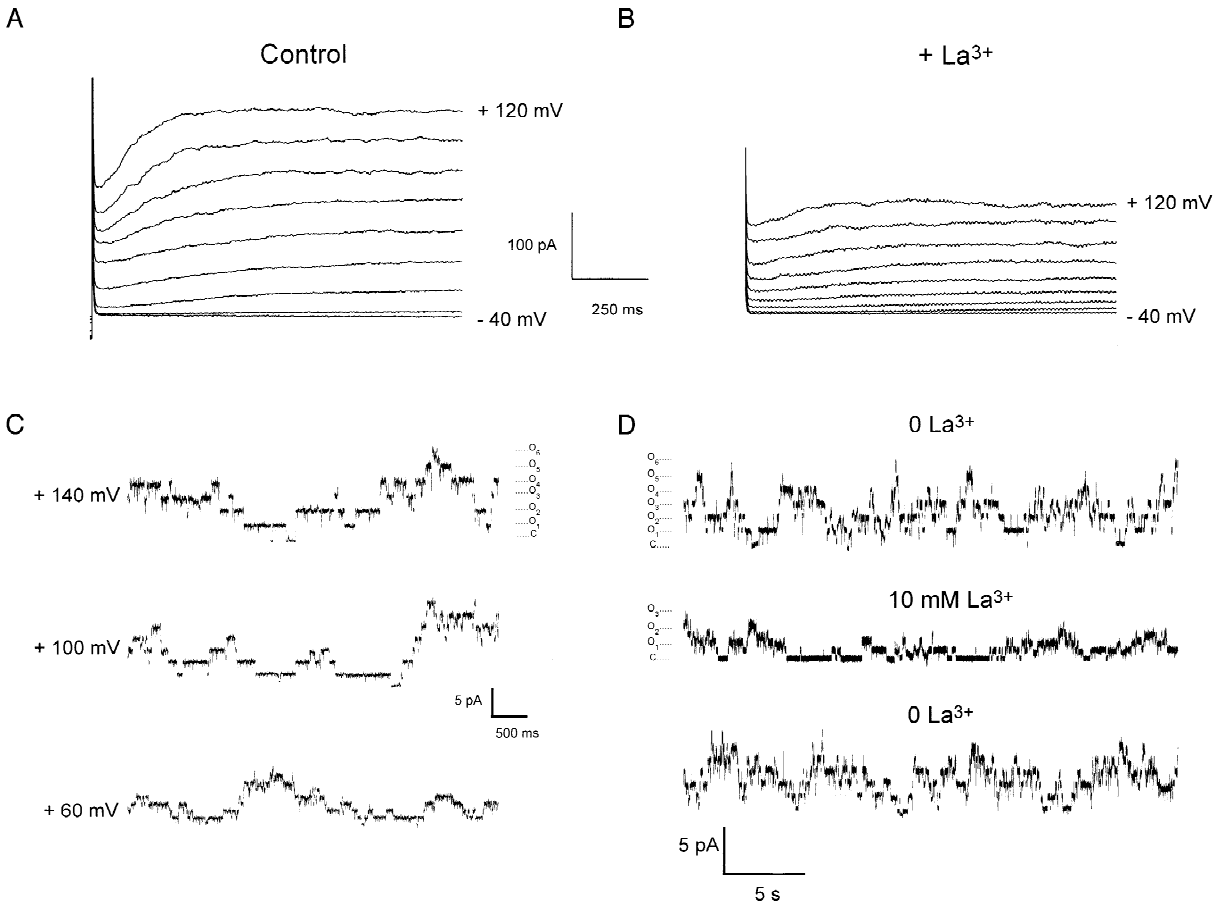 A
Control
+ 120 mV
- 40 mV
100 pA
250 ms
B
+ La3+
+ 120 mV
- 40 mV
C
+ 140 mV
O6
O5
O4
O3
O2
O1
C
+ 100 mV
5 pA
500 ms
+ 60 mV
D
0 La3+
O6
O5
O4
O3
O2
O1
C
10 mM La3+
O3
O2
O1
C
0 La3+
5 pA
5 s